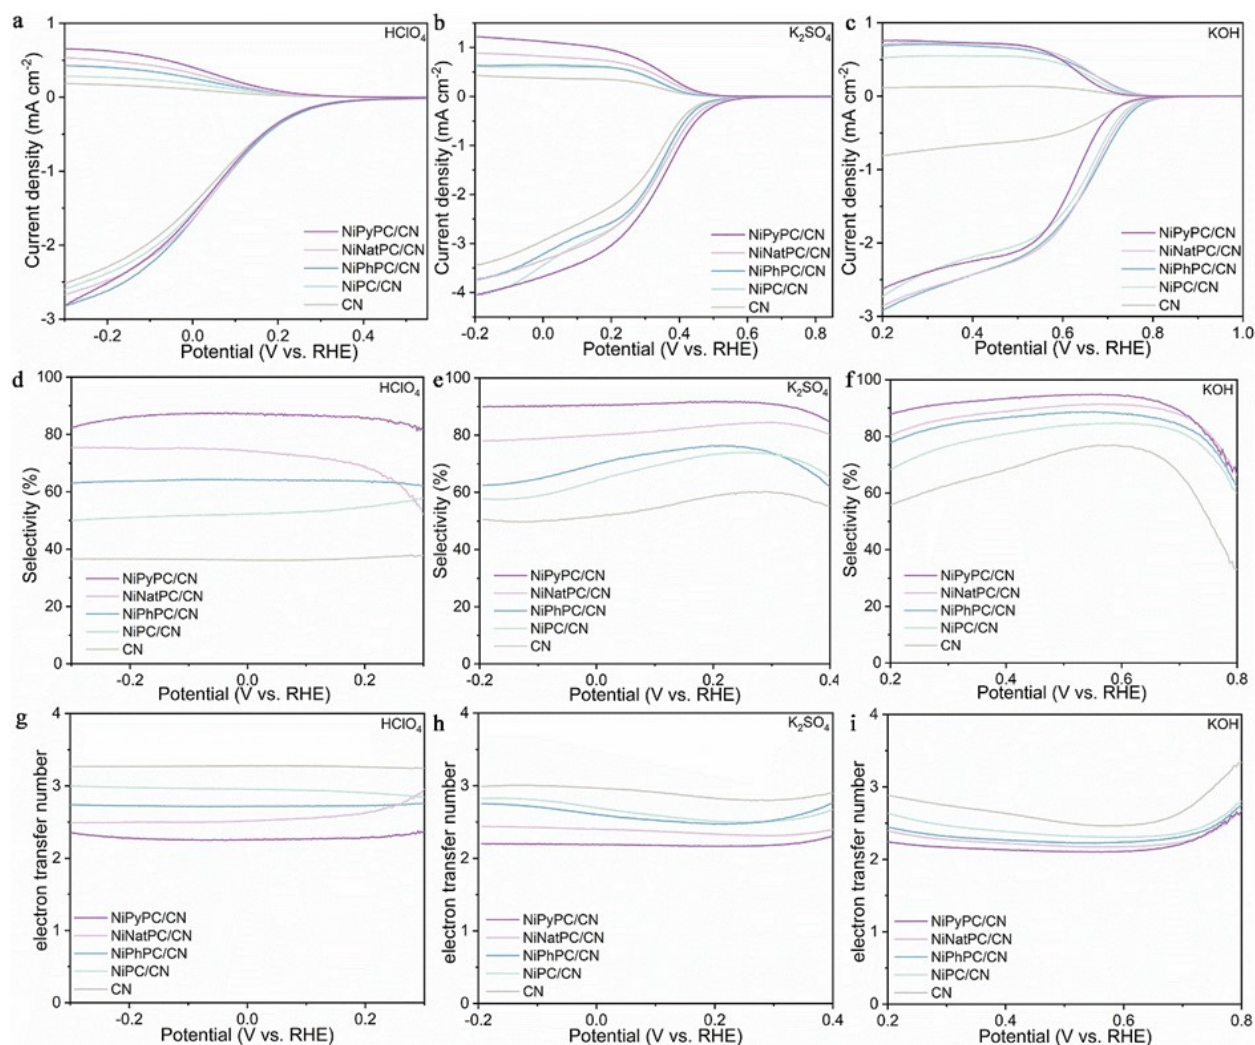 a
HClO4
1
0
-1
-2
-3
Current density (mA cm-2)
NiPyPC/CN
NiNatPC/CN
NiPhPC/CN
NiPC/CN
CN
0.0
0.2
0.4
Potential (V vs. RHE)
b
K2SO4
1
0
-1
-2
-3
-4
Current density (mA cm-2)
NiPyPC/CN
NiNatPC/CN
NiPhPC/CN
NiPC/CN
CN
-0.2
0.0
0.2
0.4
0.6
0.8
Potential (V vs. RHE)
c
KOH
1
0
-1
-2
-3
Current density (mA cm-2)
NiPyPC/CN
NiNatPC/CN
NiPhPC/CN
NiPC/CN
CN
0.2
0.4
0.6
0.8
1.0
Potential (V vs. RHE)
d
HClO4
100
80
60
40
20
0
Selectivity (%)
NiPyPC/CN
NiNatPC/CN
NiPhPC/CN
NiPC/CN
CN
-0.2
0.0
0.2
Potential (V vs. RHE)
e
K2SO4
100
80
60
40
20
0
Selectivity (%)
NiPyPC/CN
NiNatPC/CN
NiPhPC/CN
NiPC/CN
CN
-0.2
0.0
0.2
0.4
Potential (V vs. RHE)
f
KOH
100
80
60
40
20
0
Selectivity (%)
NiPyPC/CN
NiNatPC/CN
NiPhPC/CN
NiPC/CN
CN
0.2
0.4
0.6
0.8
Potential (V vs. RHE)
g
HClO4
4
3
2
1
0
electron transfer number
NiPyPC/CN
NiNatPC/CN
NiPhPC/CN
NiPC/CN
CN
-0.2
0.0
0.2
Potential (V vs. RHE)
h
K2SO4
4
3
2
1
0
electron transfer number
NiPyPC/CN
NiNatPC/CN
NiPhPC/CN
NiPC/CN
CN
-0.2
0.0
0.2
0.4
Potential (V vs. RHE)
i
KOH
4
3
2
1
0
electron transfer number
NiPyPC/CN
NiNatPC/CN
NiPhPC/CN
NiPC/CN
CN
0.2
0.4
0.6
0.8
Potential (V vs. RHE)